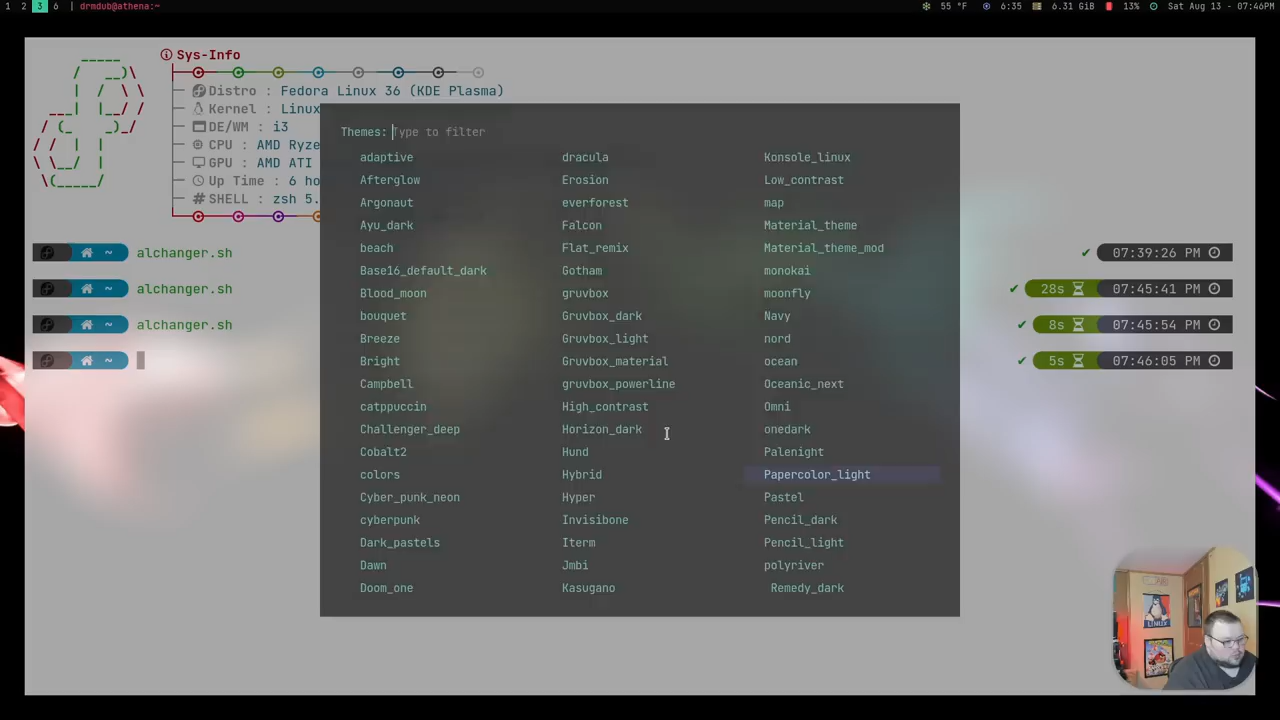 1 2 3 6 | drmdub@athena:~
55 °F 6:35 6.31 GiB 13% Sat Aug 13 - 07:46PM
Sys-Info
Distro : Fedora Linux 36 (KDE Plasma)
Kernel : Linux
DE/WM : i3
CPU : AMD Ryze
GPU : AMD ATI
Up Time : 6 ho
# SHELL : zsh 5.
~ alchanger.sh ✔ 07:39:26 PM
~ alchanger.sh ✔ 28s 07:45:41 PM
~ alchanger.sh ✔ 8s 07:45:54 PM
~ ✔ 5s 07:46:05 PM
Themes: Type to filter
adaptive
Afterglow
Argonaut
Ayu_dark
beach
Base16_default_dark
Blood_moon
bouquet
Breeze
Bright
Campbell
catppuccin
Challenger_deep
Cobalt2
colors
Cyber_punk_neon
cyberpunk
Dark_pastels
Dawn
Doom_one
dracula
Erosion
everforest
Falcon
Flat_remix
Gotham
gruvbox
Gruvbox_dark
Gruvbox_light
Gruvbox_material
gruvbox_powerline
High_contrast
Horizon_dark
Hund
Hybrid
Hyper
Invisibone
Iterm
Jmbi
Kasugano
Konsole_linux
Low_contrast
map
Material_theme
Material_theme_mod
monokai
moonfly
Navy
nord
ocean
Oceanic_next
Omni
onedark
Palenight
Papercolor_light
Pastel
Pencil_dark
Pencil_light
polyriver
Remedy_dark
LINUX